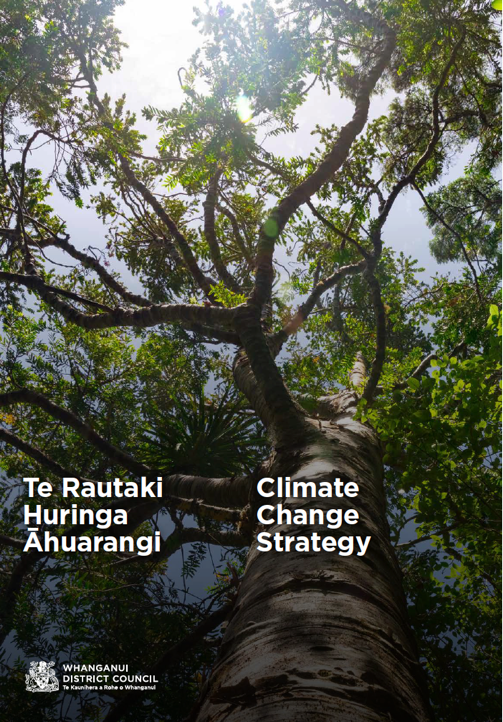 Te Rautaki
Huringa
Āhuarangi
Climate
Change
Strategy
WHANGANUI
DISTRICT COUNCIL
Te Kaunihera a Rohe o Whanganui